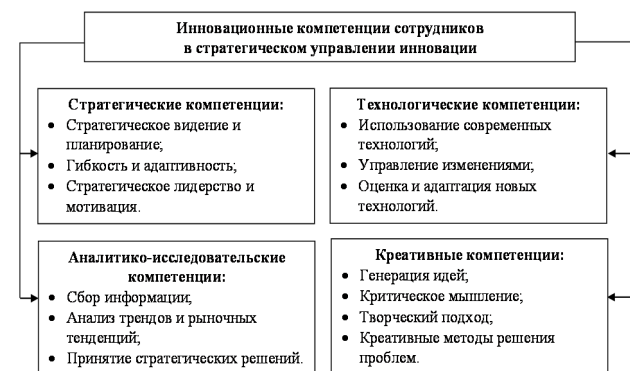 Инновационные компетенции сотрудников
в стратегическом управлении инновации
Стратегические компетенции:
• Стратегическое видение и
планирование;
• Гибкость и адаптивность;
• Стратегическое лидерство и
мотивация.
Технологические компетенции:
• Использование современных
технологий;
• Управление изменениями;
• Оценка и адаптация новых
технологий.
Аналитико-исследовательские
компетенции:
• Сбор информации;
• Анализ трендов и рыночных
тенденций;
• Принятие стратегических решений.
Креативные компетенции:
• Генерация идей;
• Критическое мышление;
• Творческий подход;
• Креативные методы решения
проблем.